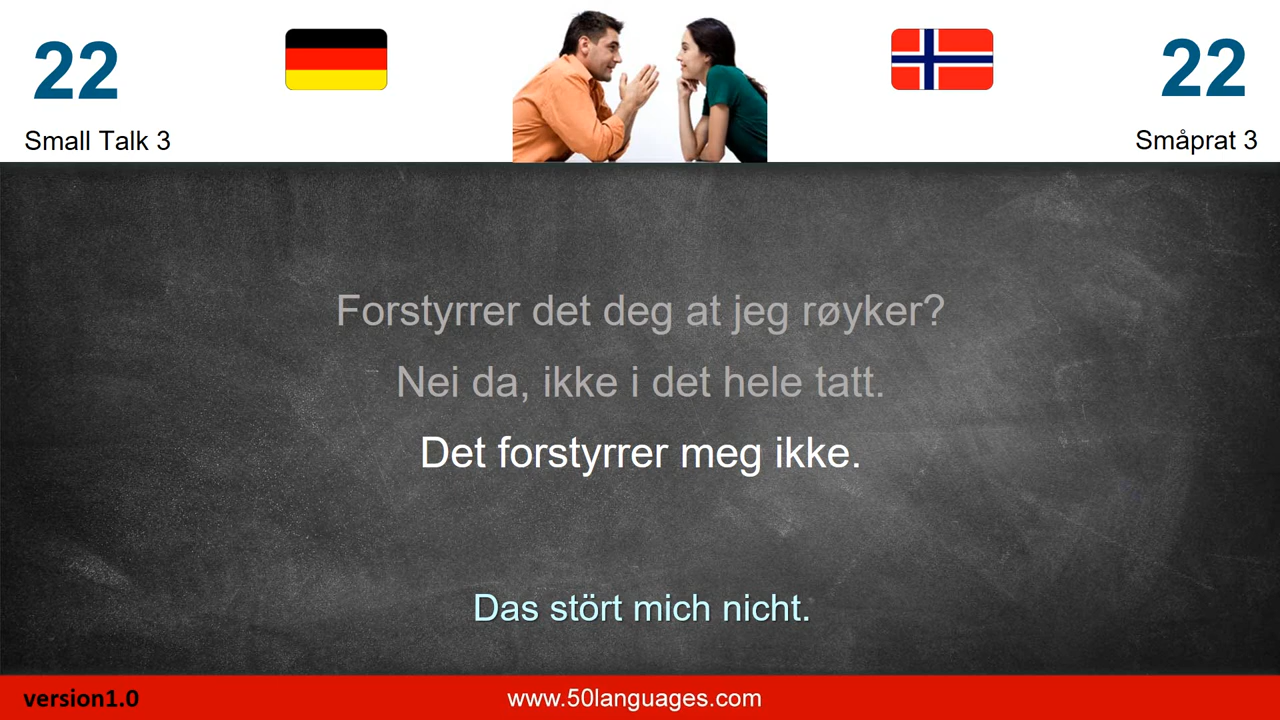 22
22
Small Talk 3
Småprat 3
Forstyrrer det deg at jeg røyker?
Nei da, ikke i det hele tatt.
Det forstyrrer meg ikke.
Das stört mich nicht.
version1.0
www.50languages.com